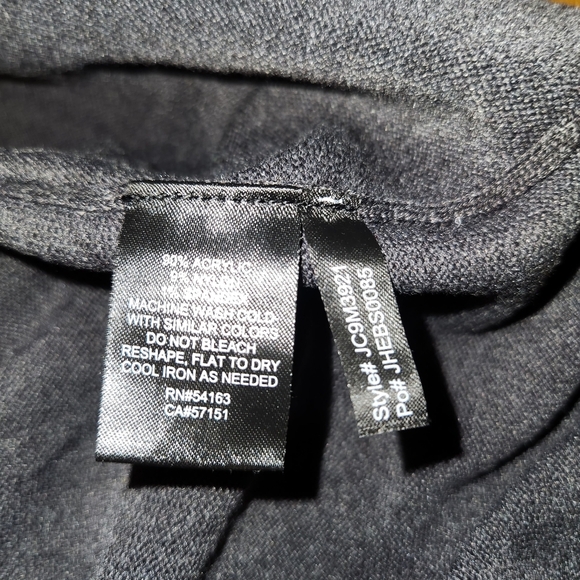 ACRYLIC
MACHINE WASH COLD-
WITH SIMILAR COLORS
DO NOT BLEACH
RESHAPE, FLAT TO DRY
COOL IRON AS NEEDED
RN#54163
CA#57151
Style# JC9M3921
Po# JHEBS0085